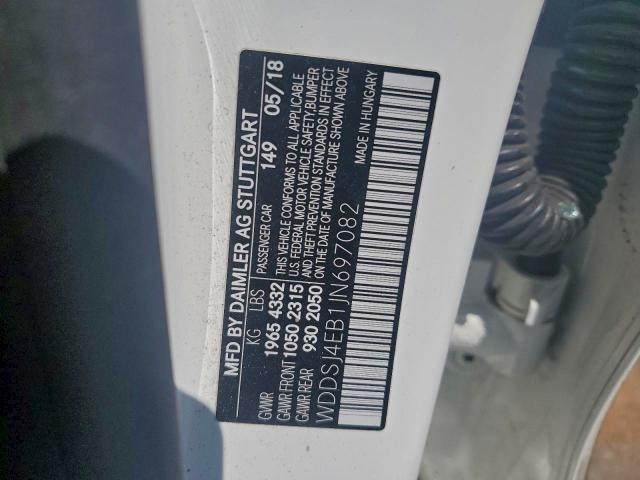 MFD BY DAIMLER AG STUTTGART
KG LBS PASSENGER CAR 149 05/18
GVWR 1965 4332 THIS VEHICLE CONFORMS TO ALL APPLICABLE
GAWR FRONT 1050 2315 U.S. FEDERAL MOTOR VEHICLE SAFETY, BUMPER
GAWR REAR 930 2050 AND THEFT PREVENTION STANDARDS IN EFFECT
ON THE DATE OF MANUFACTURE SHOWN ABOVE
WDDSJ4EB1JN697082 MADE IN HUNGARY